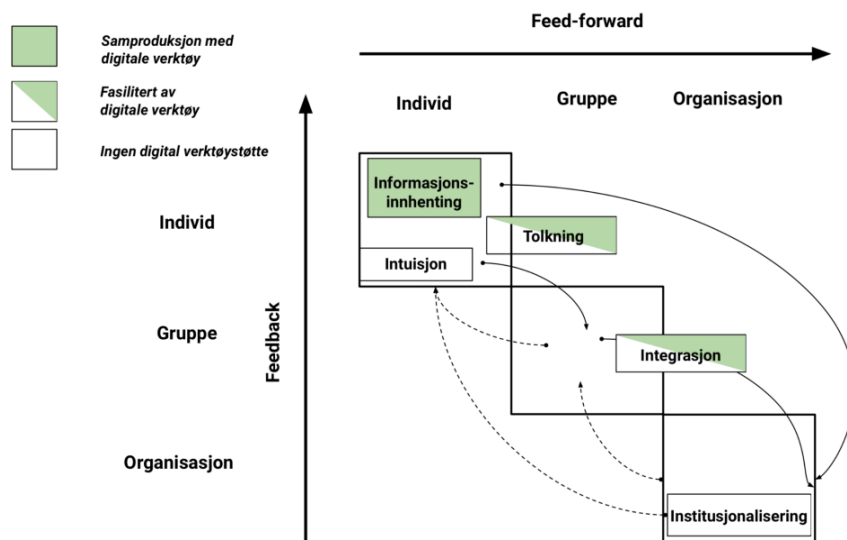 Feed-forward
Samproduksjon med
digitale verktøy
Fasilitert av
digitale verktøy
Ingen digital verktøystøtte
Individ
Gruppe
Organisasjon
Individ
Informasjons-
innhenting
Tolkning
Intuisjon
Gruppe
Feedback
Integrasjon
Organisasjon
Institusjonalisering